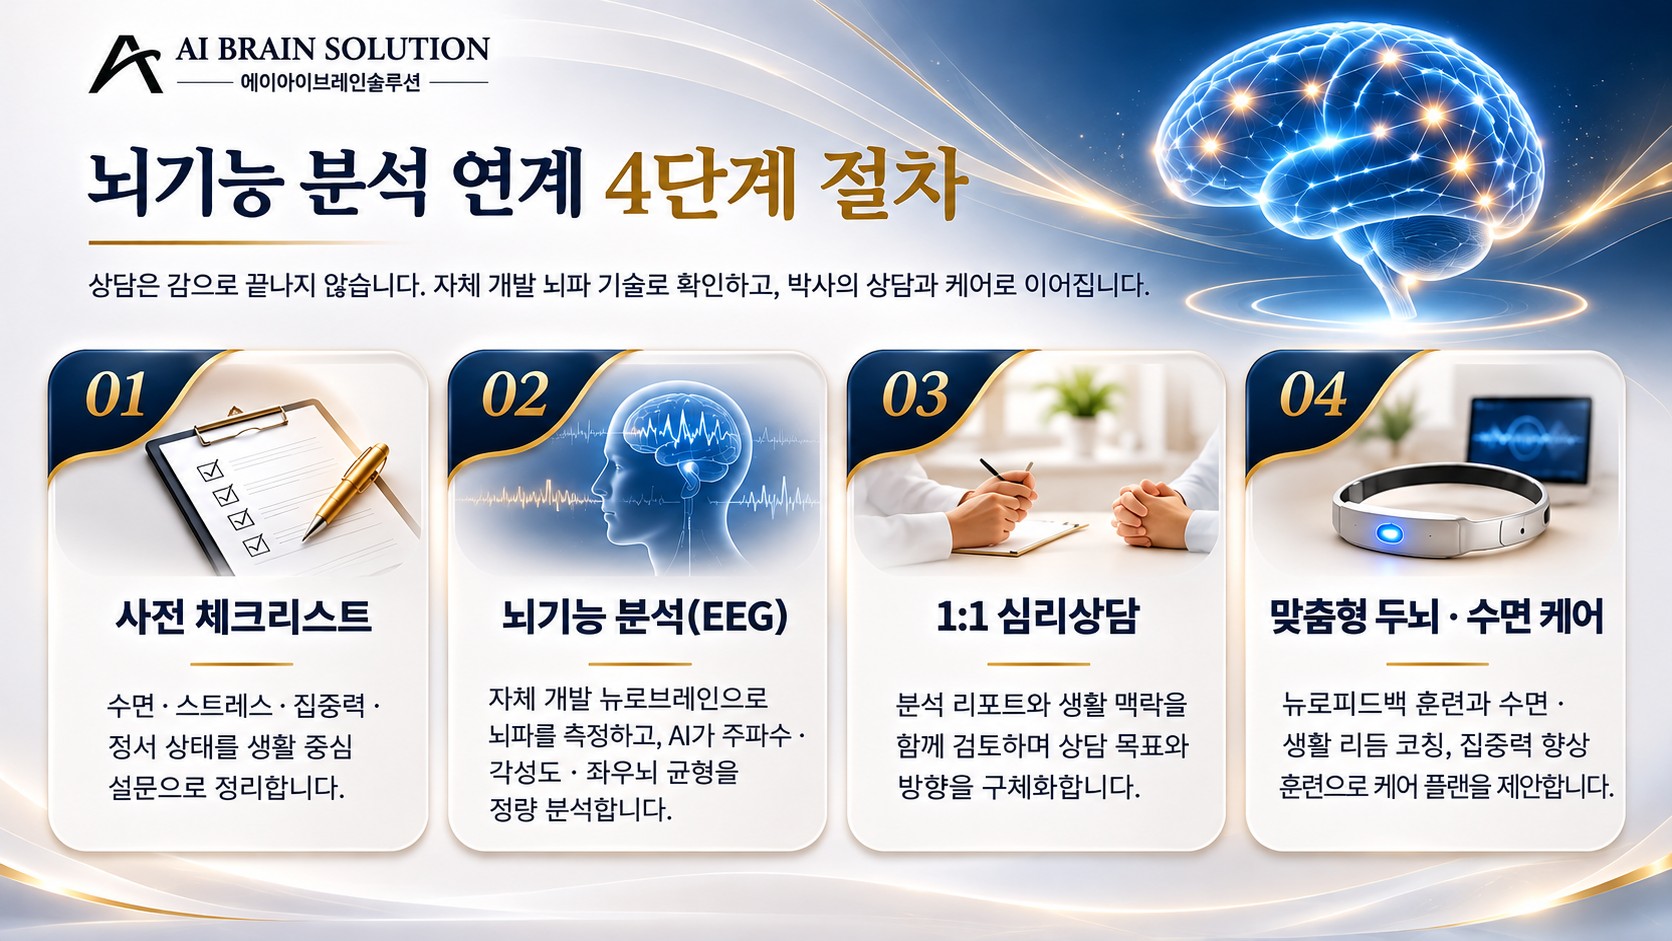 AI BRAIN SOLUTION
에이아이브레인솔루션
뇌기능 분석 연계 4단계 절차
상담은 감으로 끝나지 않습니다. 자체 개발 뇌파 기술로 확인하고, 박사의 상담과 케어로 이어집니다.
01
사전 체크리스트
수면 · 스트레스 · 집중력 ·
정서 상태를 생활 중심
설문으로 정리합니다.
02
뇌기능 분석(EEG)
자체 개발 뉴로브레인으로
뇌파를 측정하고, AI가 주파수 ·
각성도 · 좌우뇌 균형을
정량 분석합니다.
03
1:1 심리상담
분석 리포트와 생활 맥락을
함께 검토하며 상담 목표와
방향을 구체화합니다.
04
맞춤형 두뇌 · 수면 케어
뉴로피드백 훈련과 수면 ·
생활 리듬 코칭, 집중력 향상
훈련으로 케어 플랜을 제안합니다.